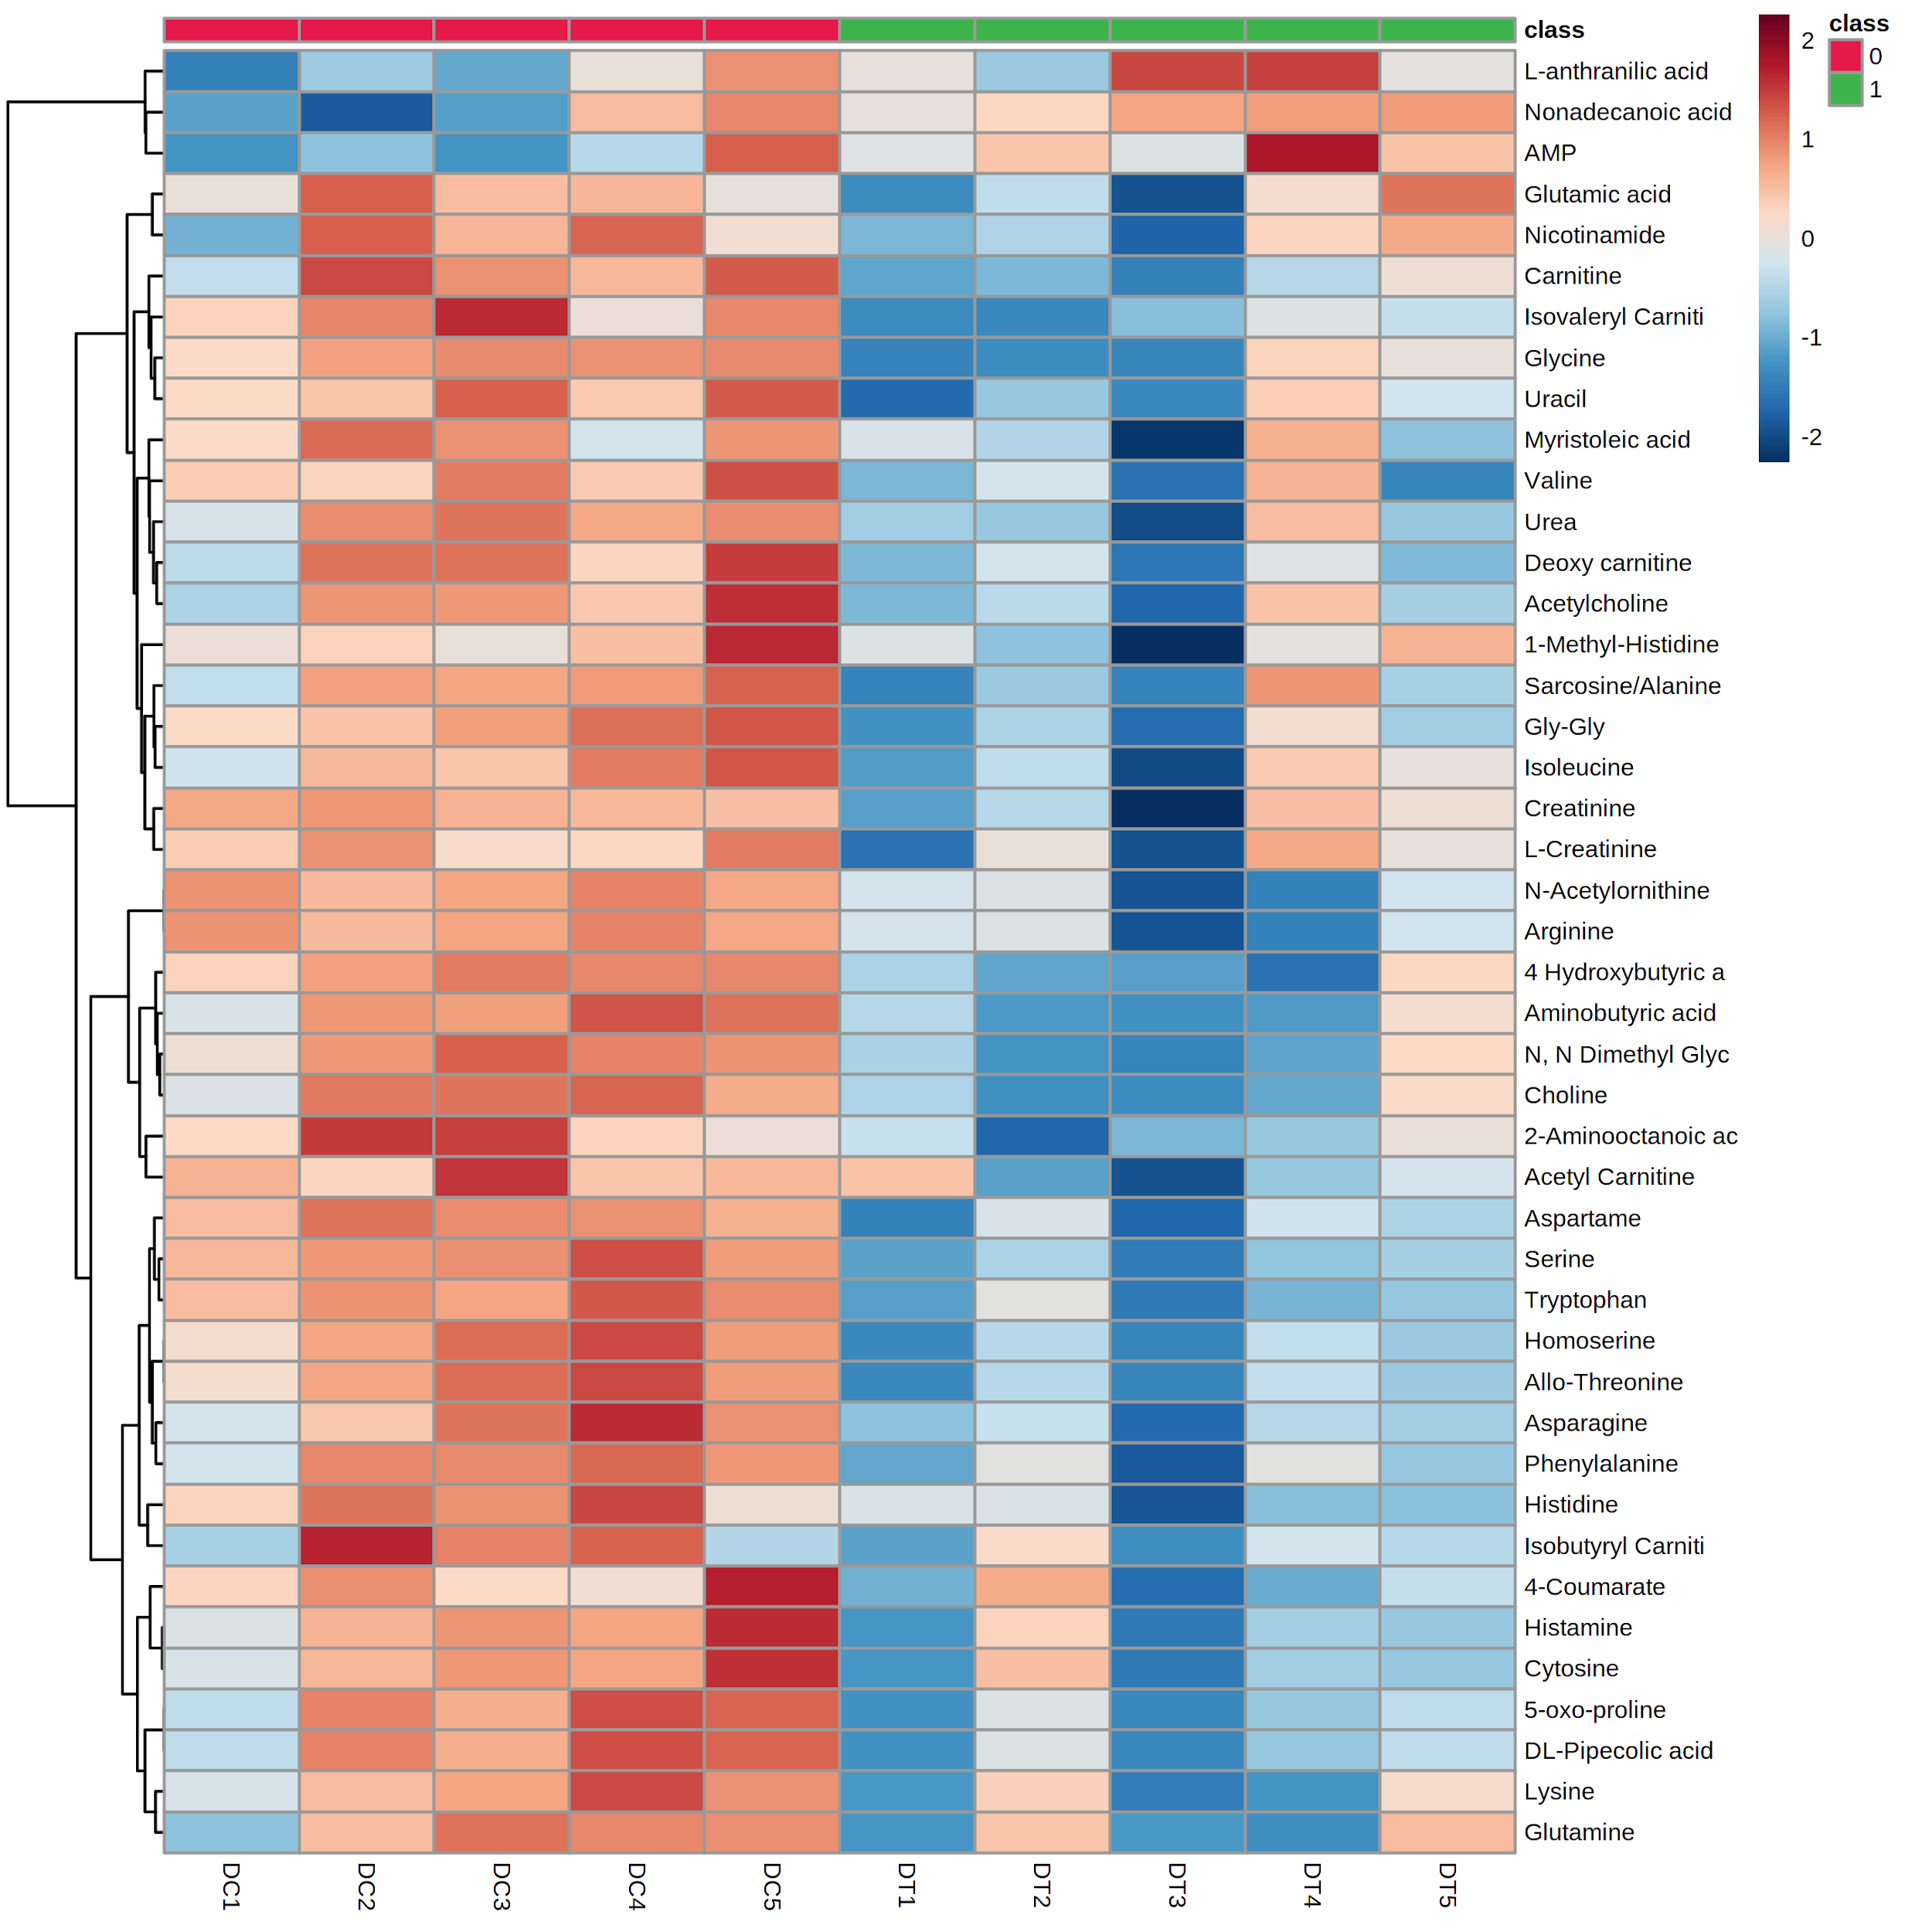 class
L-anthranilic acid
Nonadecanoic acid
AMP
Glutamic acid
Nicotinamide
Carnitine
Isovaleryl Carniti
Glycine
Uracil
Myristoleic acid
Valine
Urea
Deoxy carnitine
Acetylcholine
1-Methyl-Histidine
Sarcosine/Alanine
Gly-Gly
Isoleucine
Creatinine
L-Creatinine
N-Acetylornithine
Arginine
4 Hydroxybutyric a
Aminobutyric acid
N, N Dimethyl Glyc
Choline
2-Aminooctanoic ac
Acetyl Carnitine
Aspartame
Serine
Tryptophan
Homoserine
Allo-Threonine
Asparagine
Phenylalanine
Histidine
Isobutyryl Carniti
4-Coumarate
Histamine
Cytosine
5-oxo-proline
DL-Pipecolic acid
Lysine
Glutamine
DC1 DC2 DC3 DC4 DC5 DT1 DT2 DT3 DT4 DT5
2
1
0
-1
-2
class
0
1